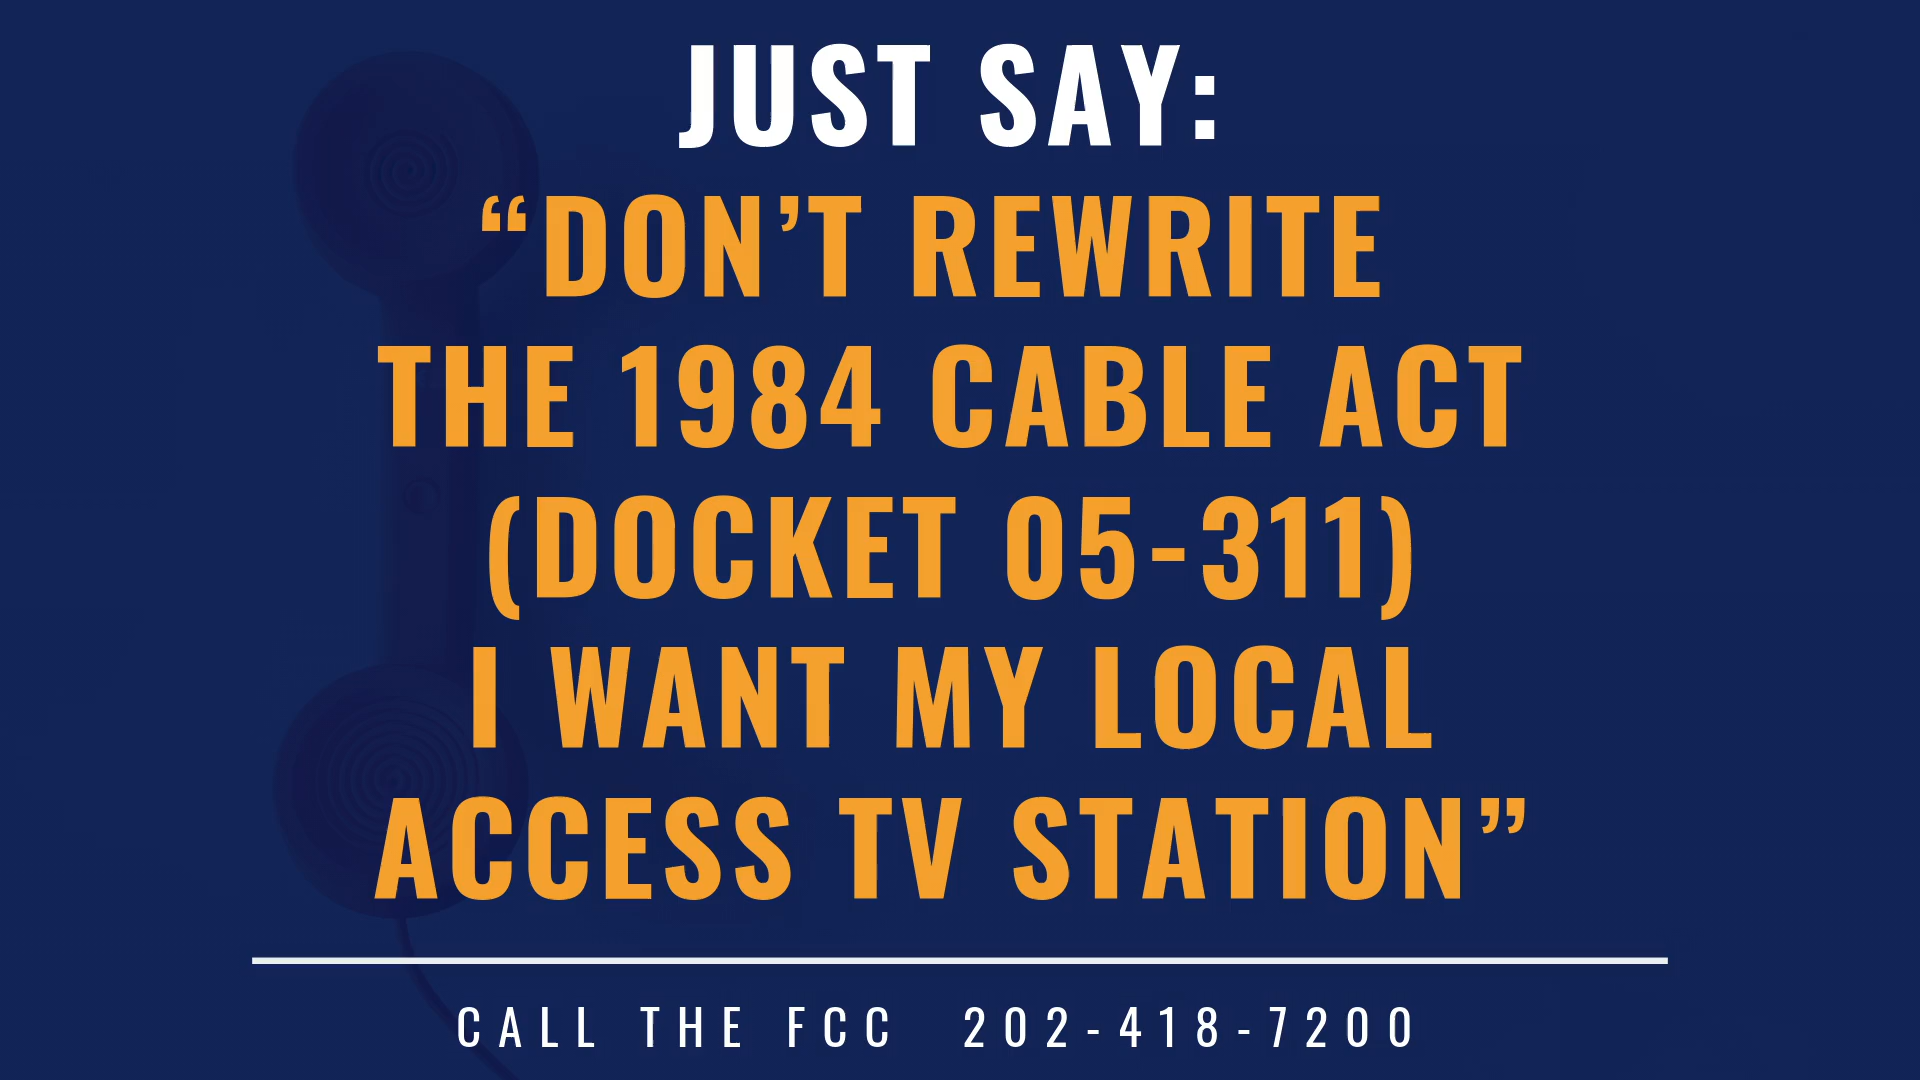 JUST SAY:
“DON’T REWRITE
THE 1984 CABLE ACT
(DOCKET 05-311)
I WANT MY LOCAL
ACCESS TV STATION”
CALL THE FCC 202-418-7200